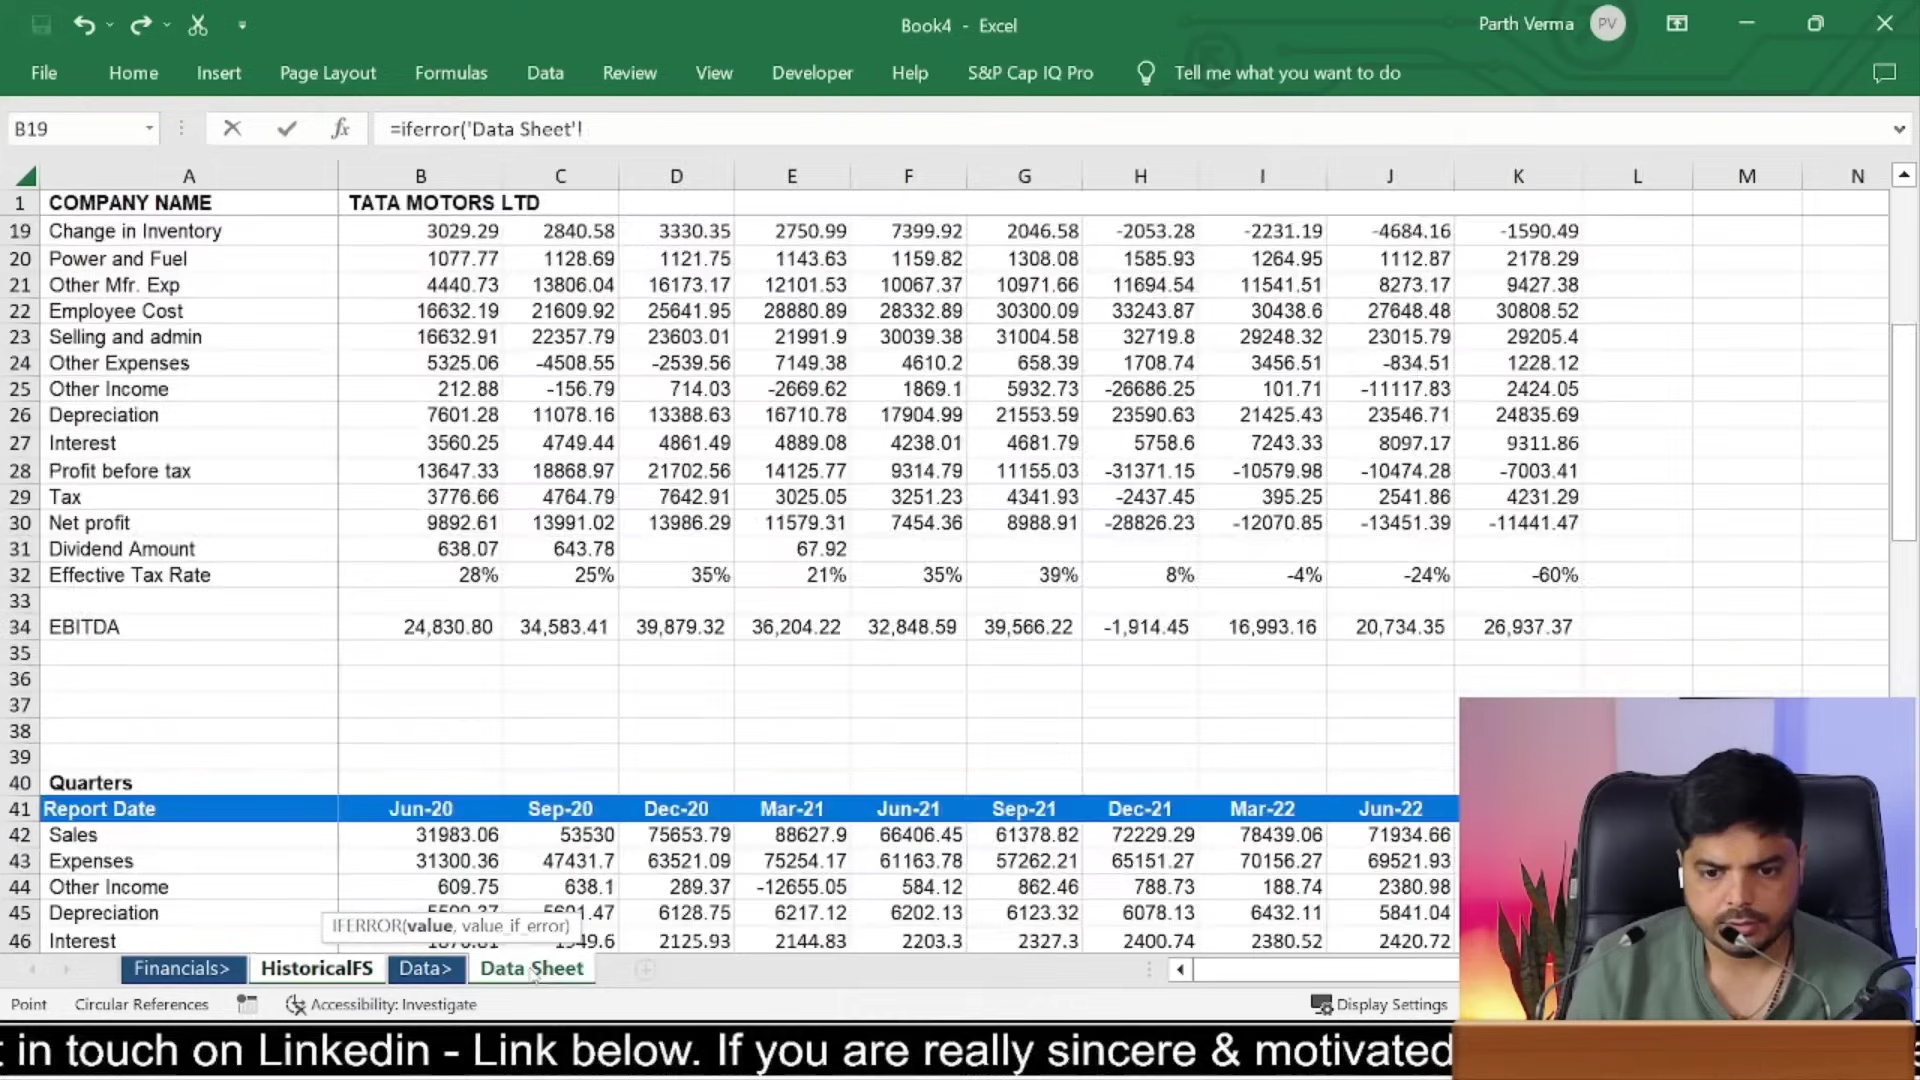 Book4 - Excel
Parth Verma PV
File Home Insert Page Layout Formulas Data Review View Developer Help S&P Cap IQ Pro Tell me what you want to do
B19 fx =iferror('Data Sheet'!
A B C D E F G H I J K L M N
1 COMPANY NAME TATA MOTORS LTD
19 Change in Inventory 3029.29 2840.58 3330.35 2750.99 7399.92 2046.58 -2053.28 -2231.19 -4684.16 -1590.49
20 Power and Fuel 1077.77 1128.69 1121.75 1143.63 1159.82 1308.08 1585.93 1264.95 1112.87 2178.29
21 Other Mfr. Exp 4440.73 13806.04 16173.17 12101.53 10067.37 10971.66 11694.54 11541.51 8273.17 9427.38
22 Employee Cost 16632.19 21609.92 25641.95 28880.89 28332.89 30300.09 33243.87 30438.6 27648.48 30808.52
23 Selling and admin 16632.91 22357.79 23603.01 21991.9 30039.38 31004.58 32719.8 29248.32 23015.79 29205.4
24 Other Expenses 5325.06 -4508.55 -2539.56 7149.38 4610.2 658.39 1708.74 3456.51 -834.51 1228.12
25 Other Income 212.88 -156.79 714.03 -2669.62 1869.1 5932.73 -26686.25 101.71 -11117.83 2424.05
26 Depreciation 7601.28 11078.16 13388.63 16710.78 17904.99 21553.59 23590.63 21425.43 23546.71 24835.69
27 Interest 3560.25 4749.44 4861.49 4889.08 4238.01 4681.79 5758.6 7243.33 8097.17 9311.86
28 Profit before tax 13647.33 18868.97 21702.56 14125.77 9314.79 11155.03 -31371.15 -10579.98 -10474.28 -7003.41
29 Tax 3776.66 4764.79 7642.91 3025.05 3251.23 4341.93 -2437.45 395.25 2541.86 4231.29
30 Net profit 9892.61 13991.02 13986.29 11579.31 7454.36 8988.91 -28826.23 -12070.85 -13451.39 -11441.47
31 Dividend Amount 638.07 643.78 67.92
32 Effective Tax Rate 28% 25% 35% 21% 35% 39% 8% -4% -24% -60%
33
34 EBITDA 24,830.80 34,583.41 39,879.32 36,204.22 32,848.59 39,566.22 -1,914.45 16,993.16 20,734.35 26,937.37
35
36
37
38
39
40 Quarters
41 Report Date Jun-20 Sep-20 Dec-20 Mar-21 Jun-21 Sep-21 Dec-21 Mar-22 Jun-22
42 Sales 31983.06 53530 75653.79 88627.9 66406.45 61378.82 72229.29 78439.06 71934.66
43 Expenses 31300.36 47431.7 63521.09 75254.17 61163.78 57262.21 65151.27 70156.27 69521.93
44 Other Income 609.75 638.1 289.37 -12655.05 584.12 862.46 788.73 188.74 2380.98
45 Depreciation 6128.75 6217.12 6202.13 6123.32 6078.13 6432.11 5841.04
IFERROR(value, value_if_error)
46 Interest 2125.93 2144.83 2203.3 2327.3 2400.74 2380.52 2420.72
Financials> HistoricalFS Data> Data Sheet
Point Circular References Accessibility: Investigate Display Settings
t in touch on Linkedin - Link below. If you are really sincere & motivated